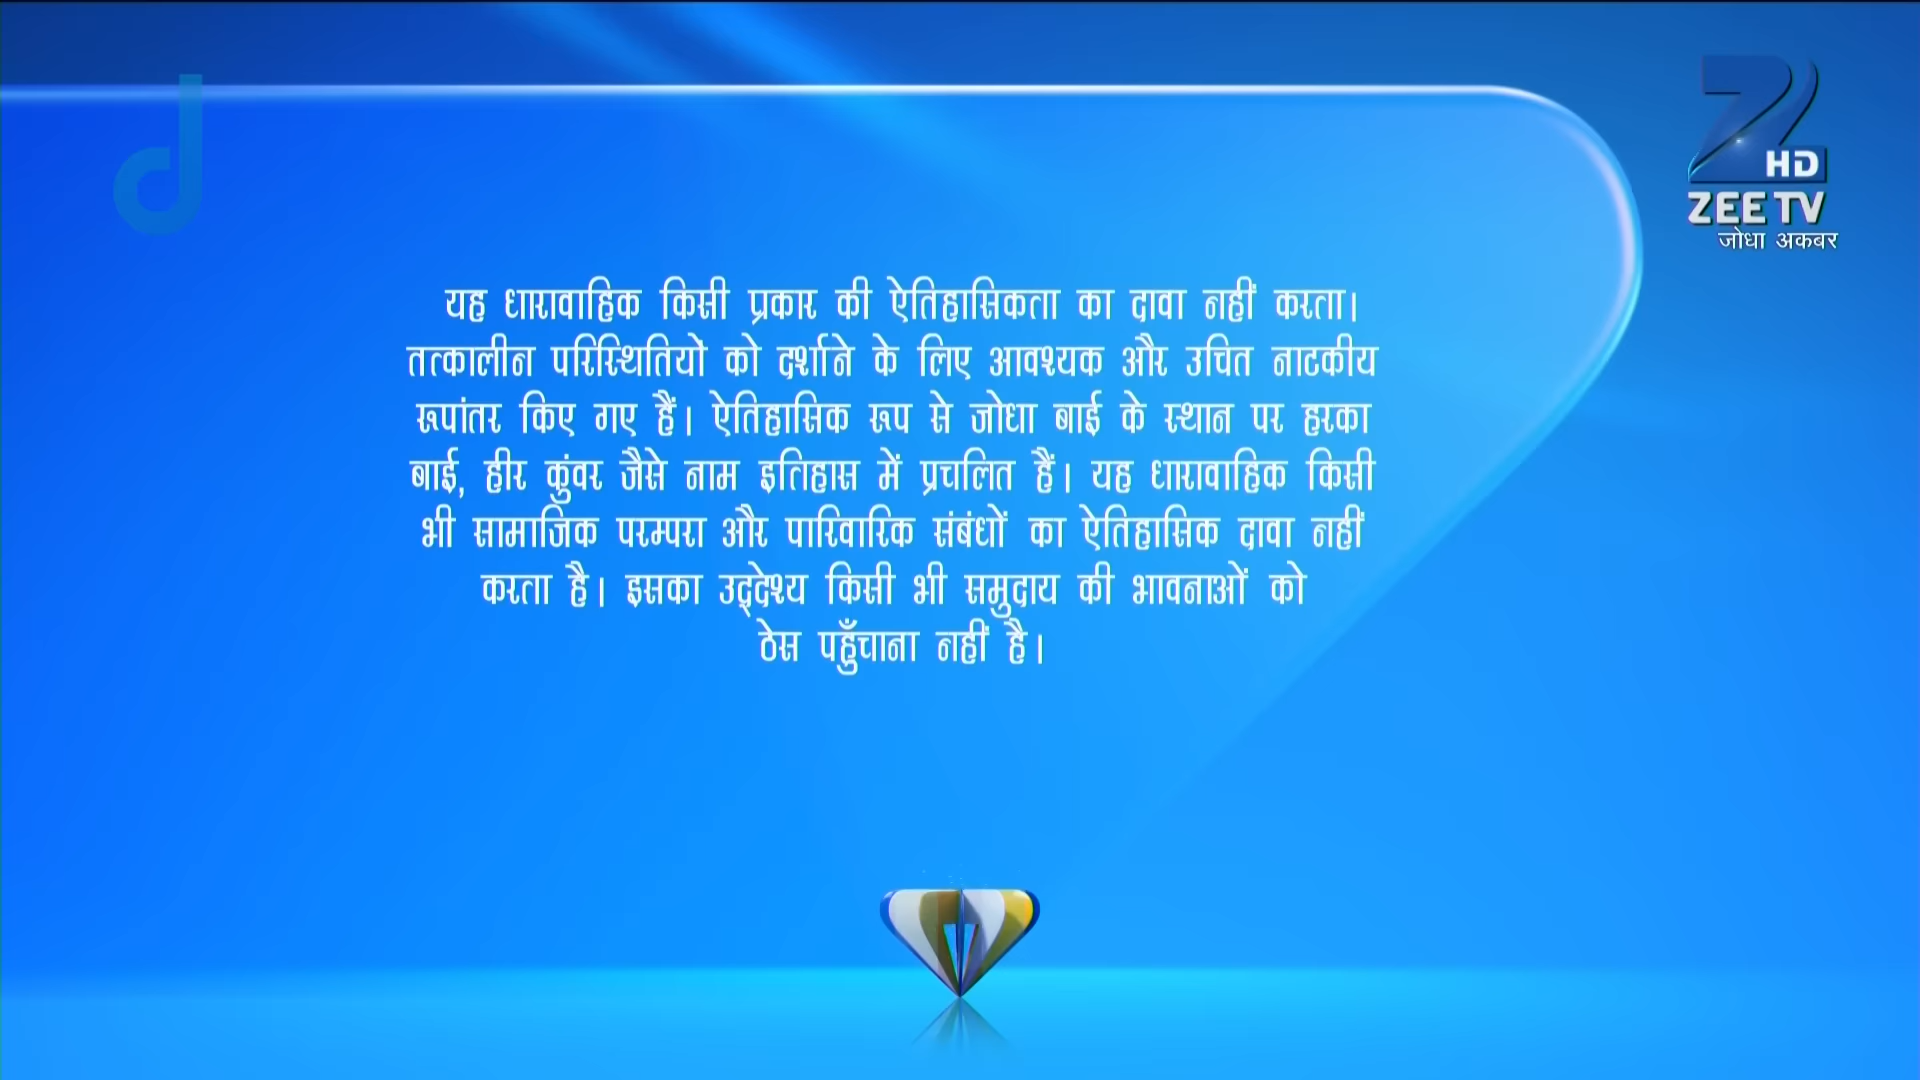 HD
ZEE TV
जोधा अकबर
यह धारावाहिक किसी प्रकार की ऐतिहासिकता का दावा नहीं करता।
तत्कालीन परिस्थितियों को दर्शाने के लिए आवश्यक और उचित नाटकीय
रूपांतर किए गए हैं। ऐतिहासिक रूप से जोधा बाई के स्थान पर हरका
बाई, हीर कुंवर जैसे नाम इतिहास में प्रचलित हैं। यह धारावाहिक किसी
भी सामाजिक परम्परा और पारिवारिक संबंधों का ऐतिहासिक दावा नहीं
करता है। इसका उद्देश्य किसी भी समुदाय की भावनाओं को
ठेस पहुँचाना नहीं है।